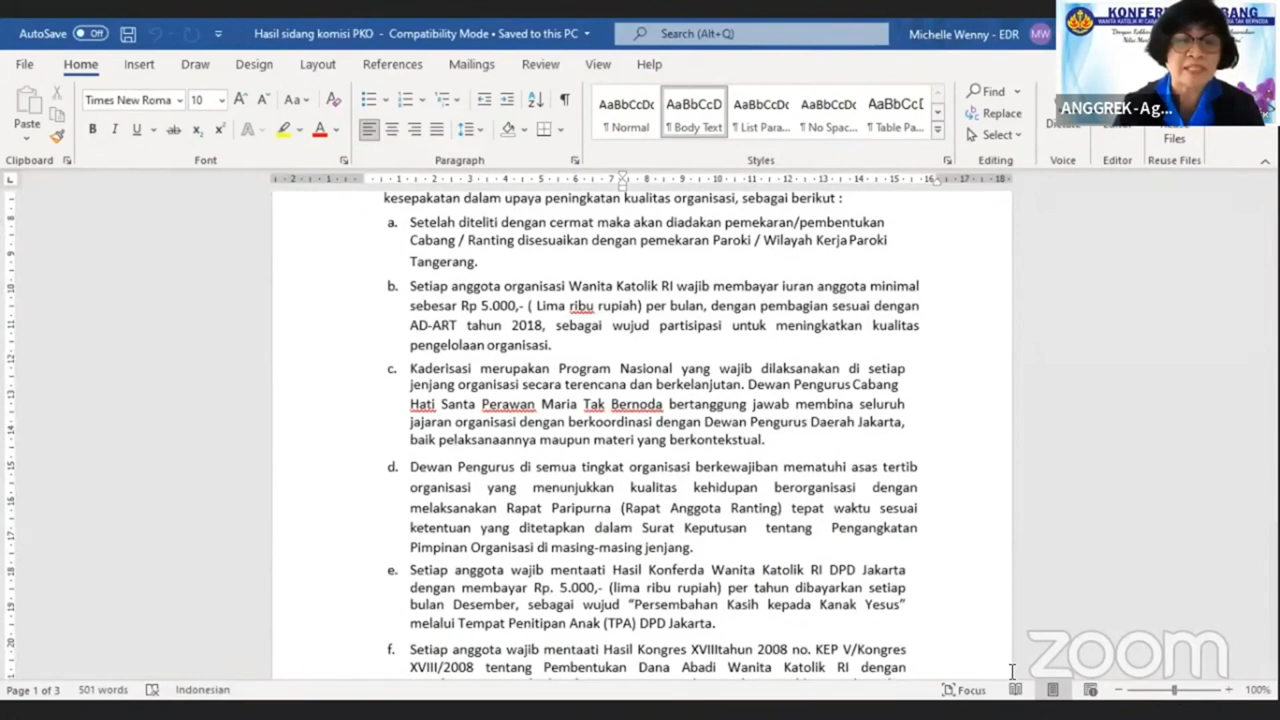 AutoSave Off
Hasil sidang komisi PKO - Compatibility Mode • Saved to this PC
Search (Alt+Q)
Michelle Wenny - EDR MW
KONFER BANG
ANGGREK-Ag...
File Home Insert Draw Design Layout References Mailings Review View Help
Paste
Times New Roma 10
AaBbCcDc AaBbCcD AaBbCcDc AaBbCcDc AaBbCcI
¶ Normal ¶ Body Text ¶ List Para... ¶ No Spac... ¶ Table Pa...
Find
Replace
Select
Files
Clipboard Font Paragraph Styles Editing Voice Editor Reuse Files
kesepakatan dalam upaya peningkatan kualitas organisasi, sebagai berikut :
a. Setelah diteliti dengan cermat maka akan diadakan pemekaran/pembentukan
Cabang / Ranting disesuaikan dengan pemekaran Paroki / Wilayah Kerja Paroki
Tangerang.
b. Setiap anggota organisasi Wanita Katolik RI wajib membayar iuran anggota minimal
sebesar Rp 5.000,- ( Lima ribu rupiah) per bulan, dengan pembagian sesuai dengan
AD-ART tahun 2018, sebagai wujud partisipasi untuk meningkatkan kualitas
pengelolaan organisasi.
c. Kaderisasi merupakan Program Nasional yang wajib dilaksanakan di setiap
jenjang organisasi secara terencana dan berkelanjutan. Dewan Pengurus Cabang
Hati Santa Perawan Maria Tak Bernoda bertanggung jawab membina seluruh
jajaran organisasi dengan berkoordinasi dengan Dewan Pengurus Daerah Jakarta,
baik pelaksanaannya maupun materi yang berkontekstual.
d. Dewan Pengurus di semua tingkat organisasi berkewajiban mematuhi asas tertib
organisasi yang menunjukkan kualitas kehidupan berorganisasi dengan
melaksanakan Rapat Paripurna (Rapat Anggota Ranting) tepat waktu sesuai
ketentuan yang ditetapkan dalam Surat Keputusan tentang Pengangkatan
Pimpinan Organisasi di masing-masing jenjang.
e. Setiap anggota wajib mentaati Hasil Konferda Wanita Katolik RI DPD Jakarta
dengan membayar Rp. 5.000,- (lima ribu rupiah) per tahun dibayarkan setiap
bulan Desember, sebagai wujud “Persembahan Kasih kepada Kanak Yesus”
melalui Tempat Penitipan Anak (TPA) DPD Jakarta.
f. Setiap anggota wajib mentaati Hasil Kongres XVIIItahun 2008 no. KEP V/Kongres
XVIII/2008 tentang Pembentukan Dana Abadi Wanita Katolik RI dengan
zoom
Page 1 of 3 501 words Indonesian Focus 100%